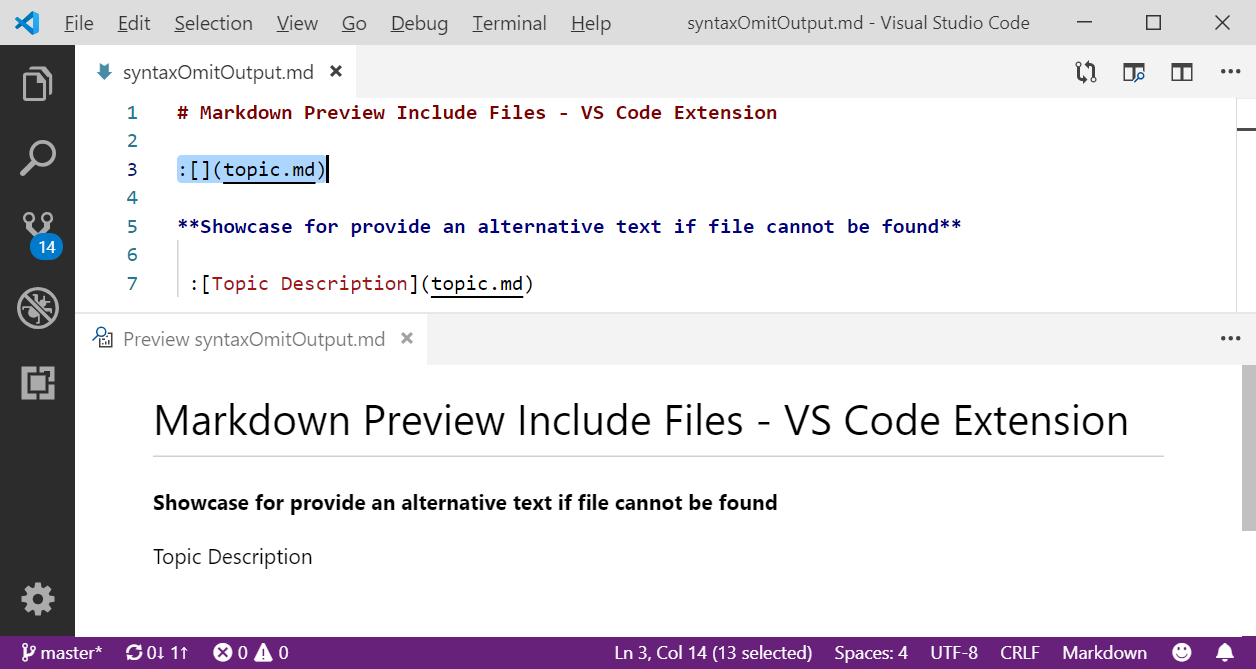 File Edit Selection View Go Debug Terminal Help syntaxOmitOutput.md - Visual Studio Code
syntaxOmitOutput.md
1 # Markdown Preview Include Files - VS Code Extension
2
3 :[](topic.md)
4
5 **Showcase for provide an alternative text if file cannot be found**
6
7 :[Topic Description](topic.md)
14
Preview syntaxOmitOutput.md
Markdown Preview Include Files - VS Code Extension
Showcase for provide an alternative text if file cannot be found
Topic Description
master* 0↓ 1↑ 0 0 Ln 3, Col 14 (13 selected) Spaces: 4 UTF-8 CRLF Markdown